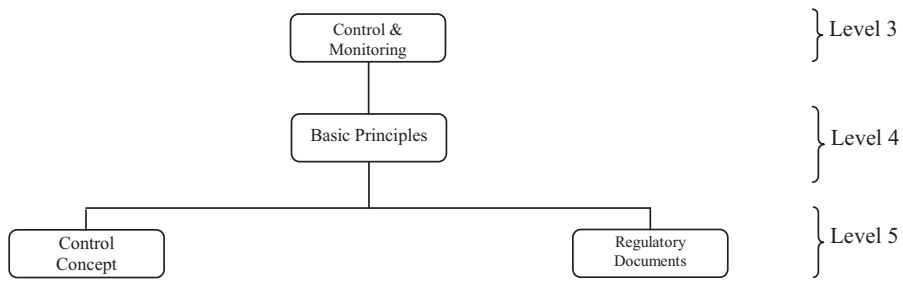 Control &
Monitoring
Level 3
Basic Principles
Level 4
Control
Concept
Regulatory
Documents
Level 5